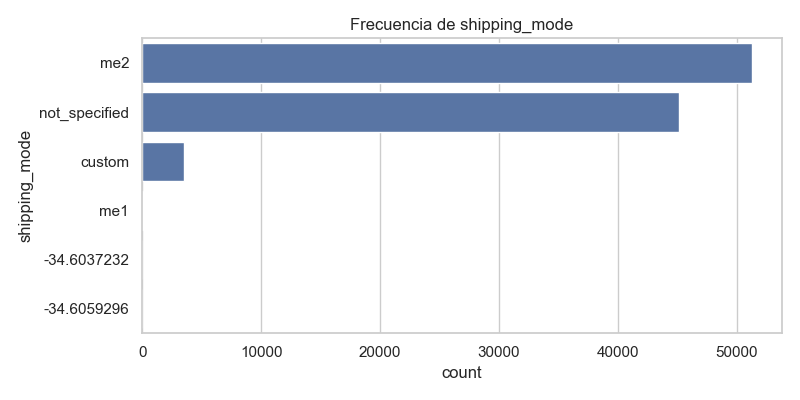 Frecuencia de shipping_mode
me2
not_specified
custom
me1
-34.6037232
-34.6059296
shipping_mode
0 10000 20000 30000 40000 50000
count